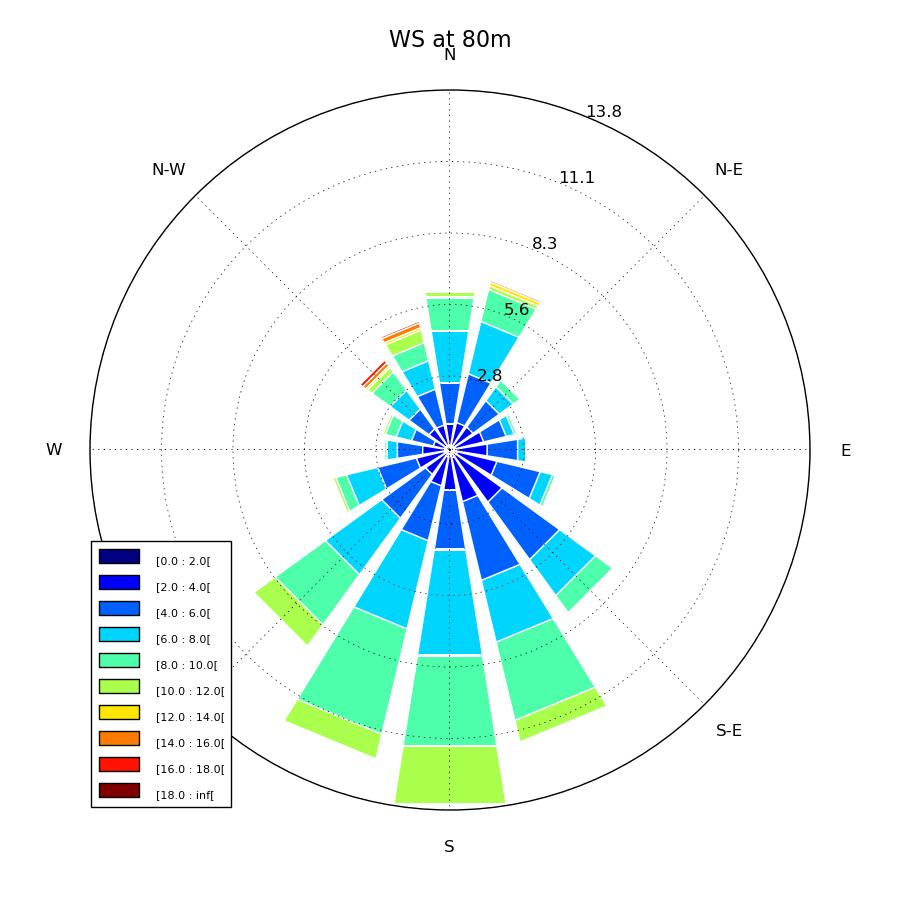 WS at 80m
N
13.8
N-W
N-E
11.1
8.3
5.6
2.8
W
E
[0.0 : 2.0[
[2.0 : 4.0[
[4.0 : 6.0[
[6.0 : 8.0[
[8.0 : 10.0[
[10.0 : 12.0[
[12.0 : 14.0[
[14.0 : 16.0[
[16.0 : 18.0[
[18.0 : inf[
S-E
S